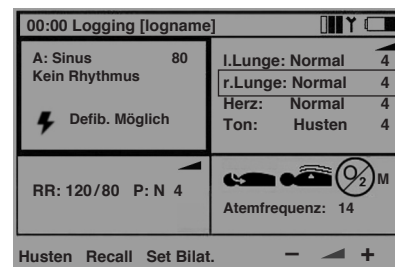 00:00 Logging [logname]
A: Sinus 80
Kein Rhythmus
Defib. Möglich
l.Lunge: Normal 4
r.Lunge: Normal 4
Herz: Normal 4
Ton: Husten 4
RR: 120/80 P: N 4
O2 M
Atemfrequenz: 14
Husten Recall Set Bilat. − +